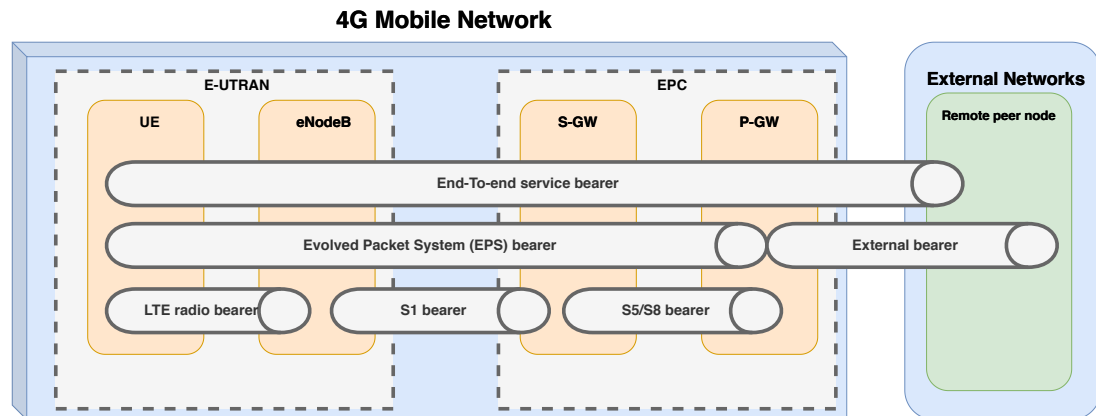 4G Mobile Network
E-UTRAN
EPC
External Networks
UE
eNodeB
S-GW
P-GW
Remote peer node
End-To-end service bearer
Evolved Packet System (EPS) bearer
External bearer
LTE radio bearer
S1 bearer
S5/S8 bearer